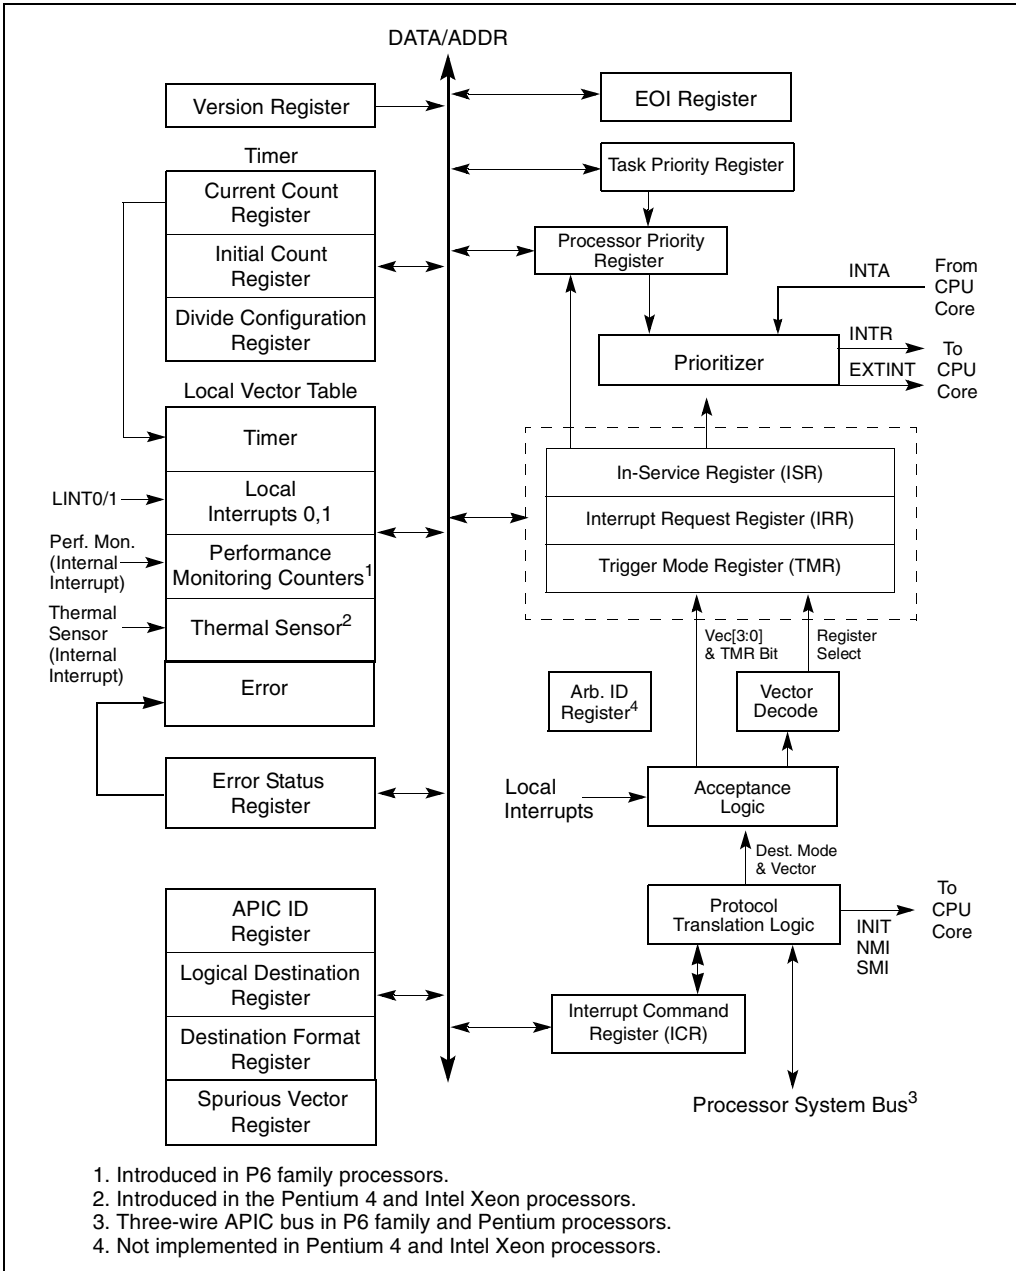 DATA/ADDR
Version Register
EOI Register
Timer
Current Count
Register
Initial Count
Register
Divide Configuration
Register
Task Priority Register
Processor Priority
Register
INTA
From
CPU
Core
Prioritizer
INTR
EXTINT
To
CPU
Core
Local Vector Table
Timer
LINT0/1
Local
Interrupts 0,1
Perf. Mon.
(Internal
Interrupt)
Performance
Monitoring Counters1
Thermal
Sensor
(Internal
Interrupt)
Thermal Sensor2
Error
In-Service Register (ISR)
Interrupt Request Register (IRR)
Trigger Mode Register (TMR)
Vec[3:0]
& TMR Bit
Register
Select
Arb. ID
Register4
Vector
Decode
Error Status
Register
Local
Interrupts
Acceptance
Logic
Dest. Mode
& Vector
Protocol
Translation Logic
INIT
NMI
SMI
To
CPU
Core
APIC ID
Register
Logical Destination
Register
Destination Format
Register
Spurious Vector
Register
Interrupt Command
Register (ICR)
Processor System Bus3
1. Introduced in P6 family processors.
2. Introduced in the Pentium 4 and Intel Xeon processors.
3. Three-wire APIC bus in P6 family and Pentium processors.
4. Not implemented in Pentium 4 and Intel Xeon processors.